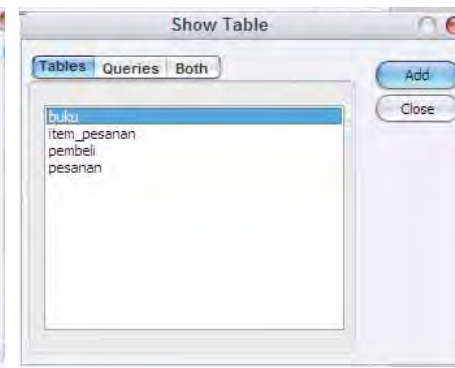 Show Table
Tables Queries Both
Add
Close
buku
item_pesanan
pembeli
pesanan